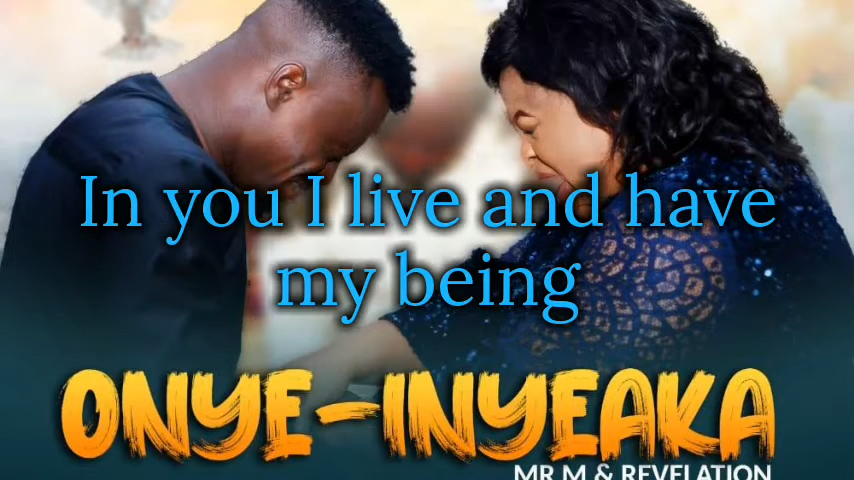 In you I live and have
my being
ONYE-INYEAKA
MR M & REVELATION